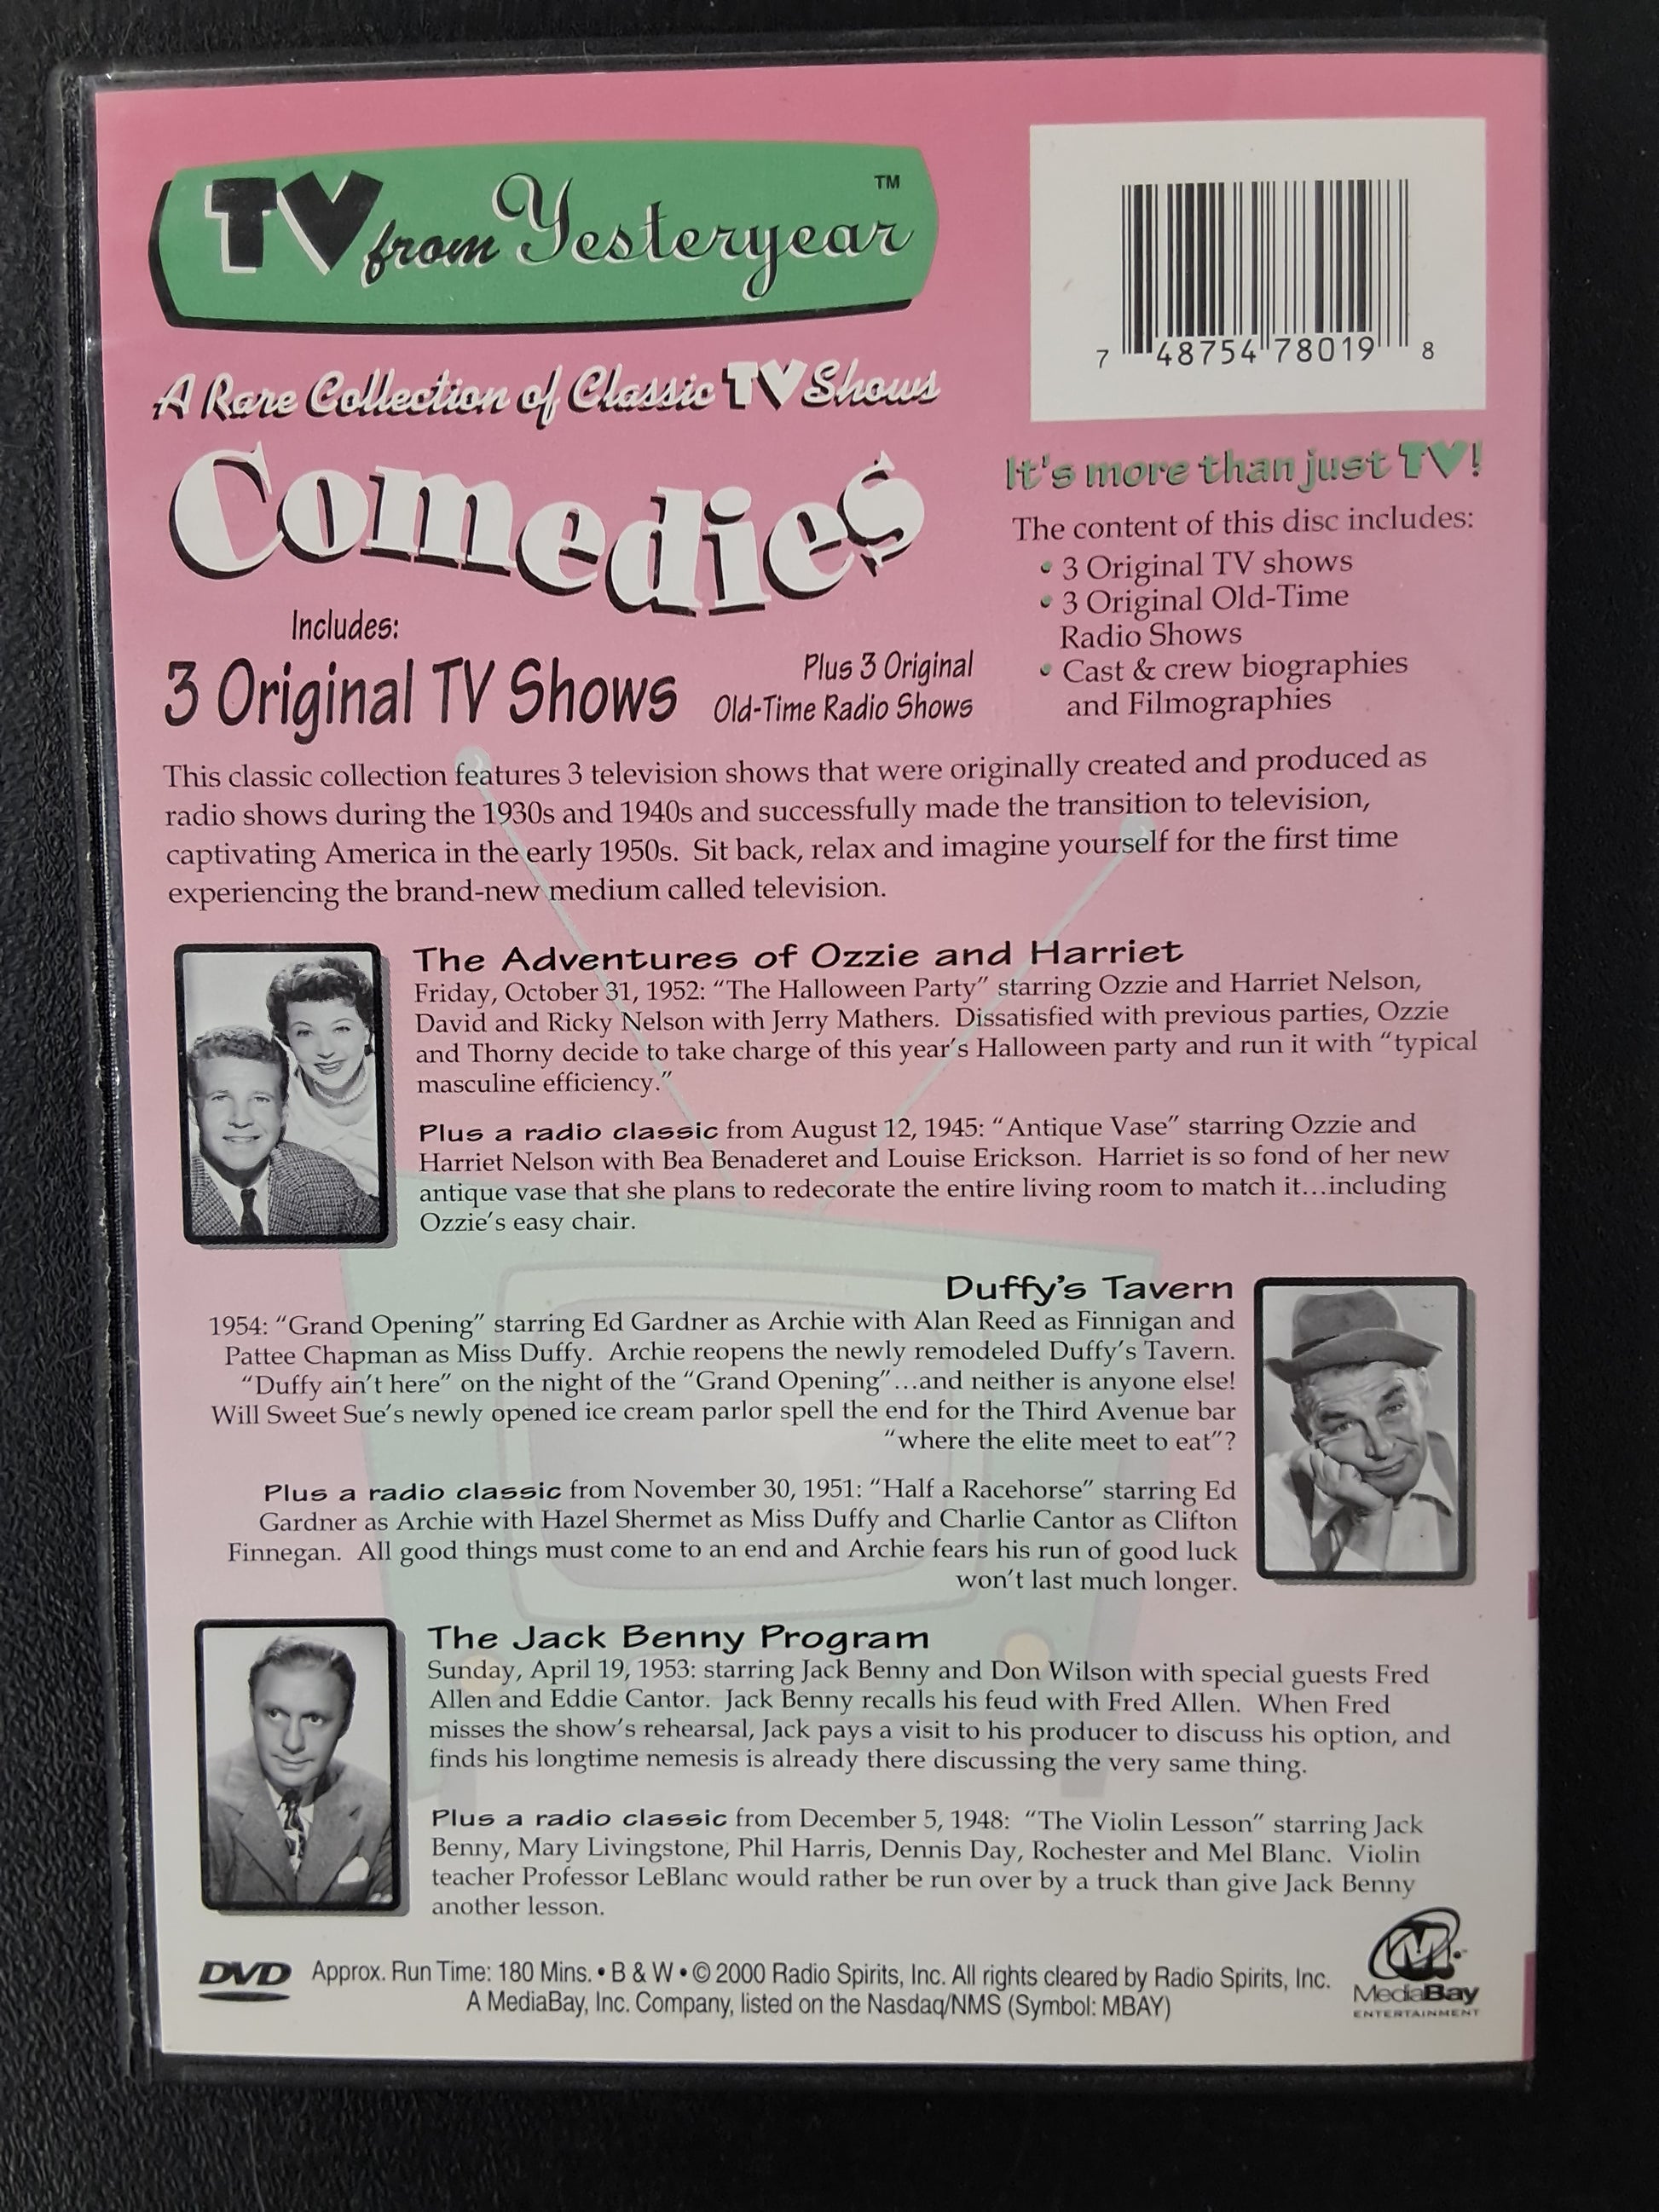 TV from Yesteryear™
A Rare Collection of Classic TV Shows
Comedies
Includes:
3 Original TV Shows
Plus 3 Original
Old-Time Radio Shows
7 48754 78019 8
It's more than just TV!
The content of this disc includes:
• 3 Original TV shows
• 3 Original Old-Time
Radio Shows
• Cast & crew biographies
and Filmographies
This classic collection features 3 television shows that were originally created and produced as
radio shows during the 1930s and 1940s and successfully made the transition to television,
captivating America in the early 1950s. Sit back, relax and imagine yourself for the first time
experiencing the brand-new medium called television.
The Adventures of Ozzie and Harriet
Friday, October 31, 1952: “The Halloween Party” starring Ozzie and Harriet Nelson,
David and Ricky Nelson with Jerry Mathers. Dissatisfied with previous parties, Ozzie
and Thorny decide to take charge of this year’s Halloween party and run it with “typical
masculine efficiency.”
Plus a radio classic from August 12, 1945: “Antique Vase” starring Ozzie and
Harriet Nelson with Bea Benaderet and Louise Erickson. Harriet is so fond of her new
antique vase that she plans to redecorate the entire living room to match it…including
Ozzie’s easy chair.
Duffy’s Tavern
1954: “Grand Opening” starring Ed Gardner as Archie with Alan Reed as Finnigan and
Pattee Chapman as Miss Duffy. Archie reopens the newly remodeled Duffy’s Tavern.
“Duffy ain’t here” on the night of the “Grand Opening”…and neither is anyone else!
Will Sweet Sue’s newly opened ice cream parlor spell the end for the Third Avenue bar
“where the elite meet to eat”?
Plus a radio classic from November 30, 1951: “Half a Racehorse” starring Ed
Gardner as Archie with Hazel Shermet as Miss Duffy and Charlie Cantor as Clifton
Finnegan. All good things must come to an end and Archie fears his run of good luck
won’t last much longer.
The Jack Benny Program
Sunday, April 19, 1953: starring Jack Benny and Don Wilson with special guests Fred
Allen and Eddie Cantor. Jack Benny recalls his feud with Fred Allen. When Fred
misses the show’s rehearsal, Jack pays a visit to his producer to discuss his option, and
finds his longtime nemesis is already there discussing the very same thing.
Plus a radio classic from December 5, 1948: “The Violin Lesson” starring Jack
Benny, Mary Livingstone, Phil Harris, Dennis Day, Rochester and Mel Blanc. Violin
teacher Professor LeBlanc would rather be run over by a truck than give Jack Benny
another lesson.
DVD
Approx. Run Time: 180 Mins. • B & W • © 2000 Radio Spirits, Inc. All rights cleared by Radio Spirits, Inc.
A MediaBay, Inc. Company, listed on the Nasdaq/NMS (Symbol: MBAY)
M
MediaBay
ENTERTAINMENT